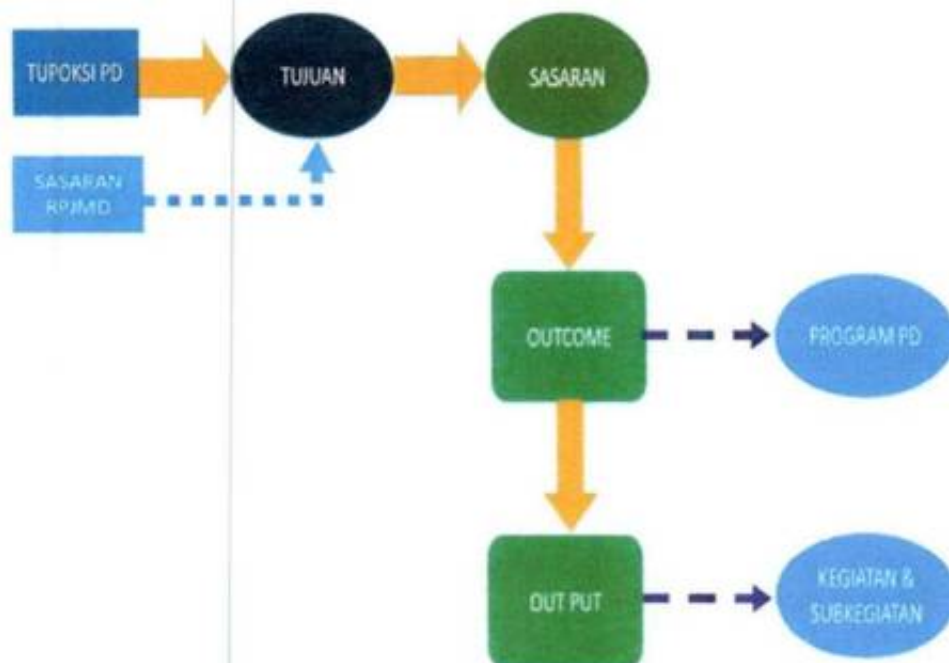 TUPOKSI PD
TUJUAN
SASARAN
SASARAN
RPJMD
OUTCOME
PROGRAM PD
OUT PUT
KEGIATAN &
SUBKEGIATAN